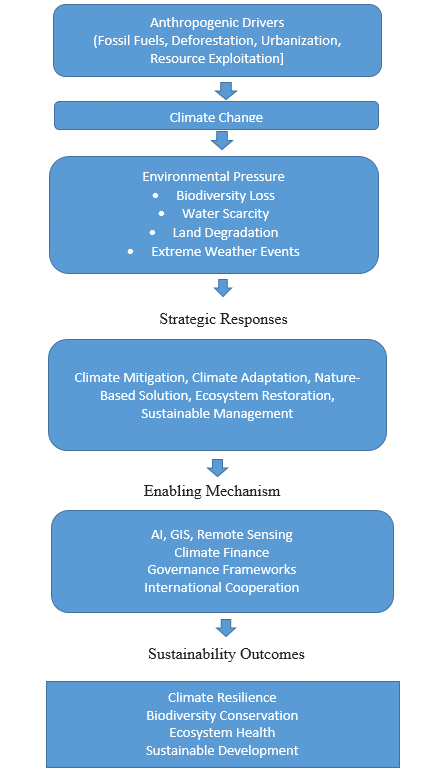 Anthropogenic Drivers
(Fossil Fuels, Deforestation, Urbanization,
Resource Exploitation]
Climate Change
Environmental Pressure
• Biodiversity Loss
• Water Scarcity
• Land Degradation
• Extreme Weather Events
Strategic Responses
Climate Mitigation, Climate Adaptation, Nature-
Based Solution, Ecosystem Restoration,
Sustainable Management
Enabling Mechanism
AI, GIS, Remote Sensing
Climate Finance
Governance Frameworks
International Cooperation
Sustainability Outcomes
Climate Resilience
Biodiversity Conservation
Ecosystem Health
Sustainable Development